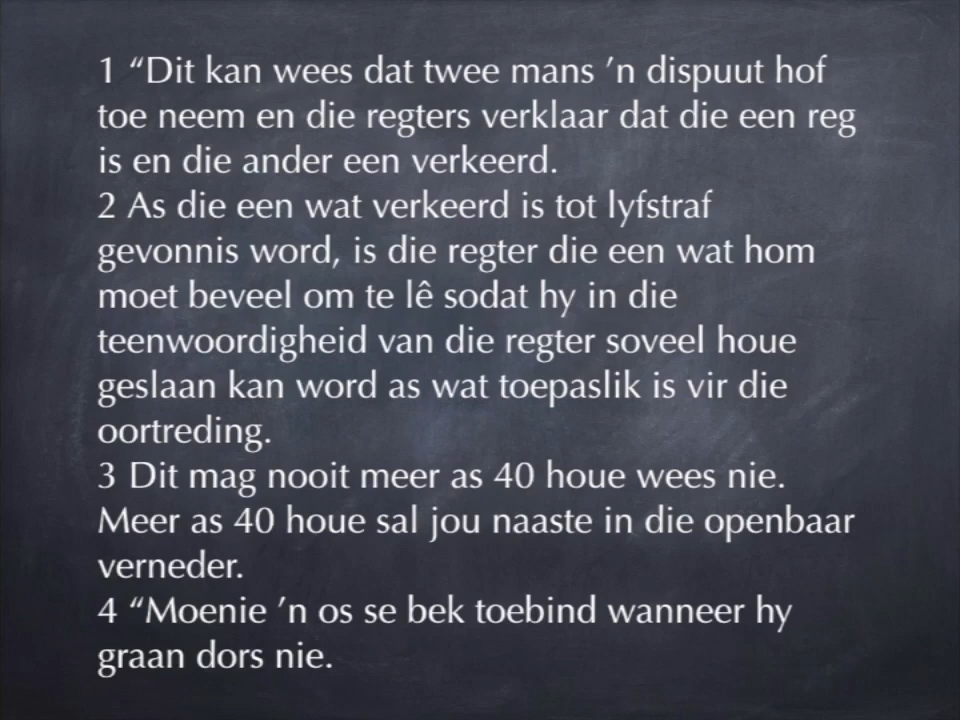 1 “Dit kan wees dat twee mans ’n dispuut hof
toe neem en die regters verklaar dat die een reg
is en die ander een verkeerd.
2 As die een wat verkeerd is tot lyfstraf
gevonnis word, is die regter die een wat hom
moet beveel om te lê sodat hy in die
teenwoordigheid van die regter soveel houe
geslaan kan word as wat toepaslik is vir die
oortreding.
3 Dit mag nooit meer as 40 houe wees nie.
Meer as 40 houe sal jou naaste in die openbaar
verneder.
4 “Moenie ’n os se bek toebind wanneer hy
graan dors nie.